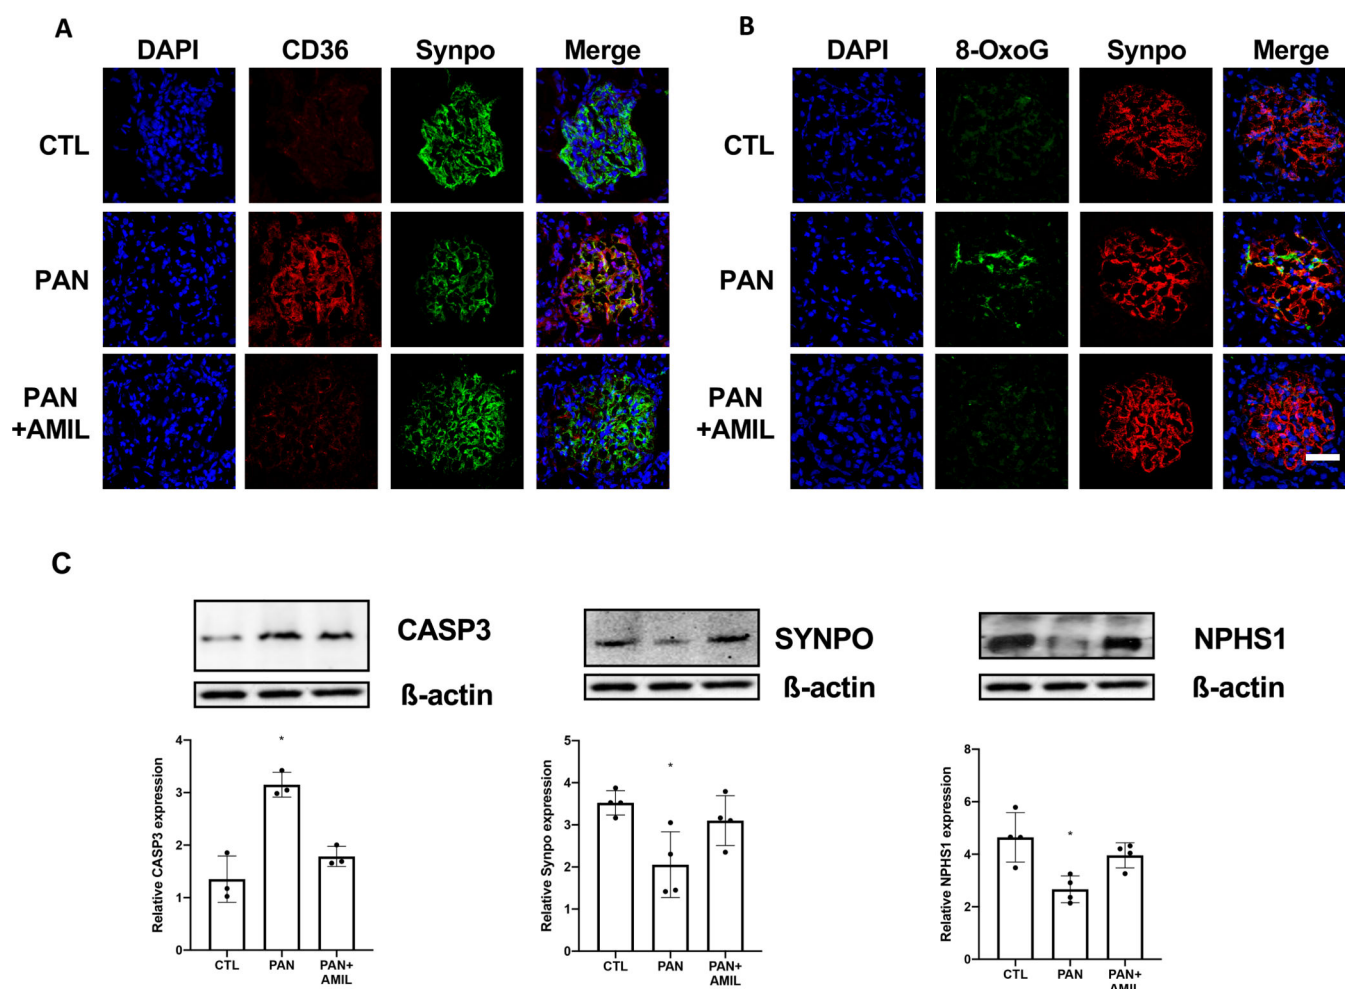 A
DAPI CD36 Synpo Merge
CTL
PAN
PAN
+AMIL
B
DAPI 8-OxoG Synpo Merge
CTL
PAN
PAN
+AMIL
C
CASP3
ß-actin
Relative CASP3 expression
4
3
2
1
0
*
CTL PAN PAN+
AMIL
SYNPO
ß-actin
Relative Synpo expression
5
4
3
2
1
0
*
CTL PAN PAN+
AMIL
NPHS1
ß-actin
Relative NPHS1 expression
8
6
4
2
0
*
CTL PAN PAN+
AMIL